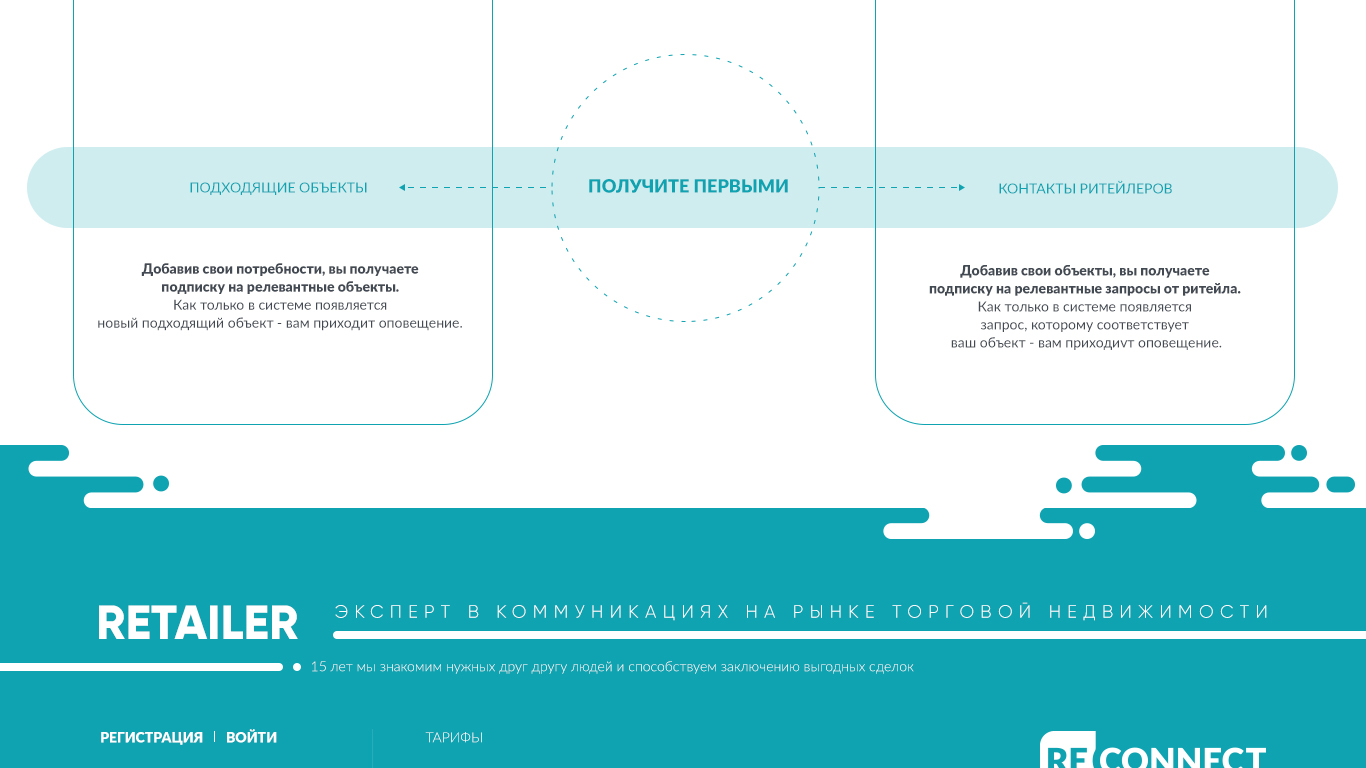 ПОДХОДЯЩИЕ ОБЪЕКТЫ
ПОЛУЧИТЕ ПЕРВЫМИ
КОНТАКТЫ РИТЕЙЛЕРОВ
Добавив свои потребности, вы получаете
подписку на релевантные объекты.
Как только в системе появляется
новый подходящий объект - вам приходит оповещение.
Добавив свои объекты, вы получаете
подписку на релевантные запросы от ритейла.
Как только в системе появляется
запрос, которому соответствует
ваш объект - вам приходиvт оповещение.
RETAILER
ЭКСПЕРТ В КОММУНИКАЦИЯХ НА РЫНКЕ ТОРГОВОЙ НЕДВИЖИМОСТИ
15 лет мы знакомим нужных друг другу людей и способствуем заключению выгодных сделок
РЕГИСТРАЦИЯ | ВОЙТИ
ТАРИФЫ
RECONNECT